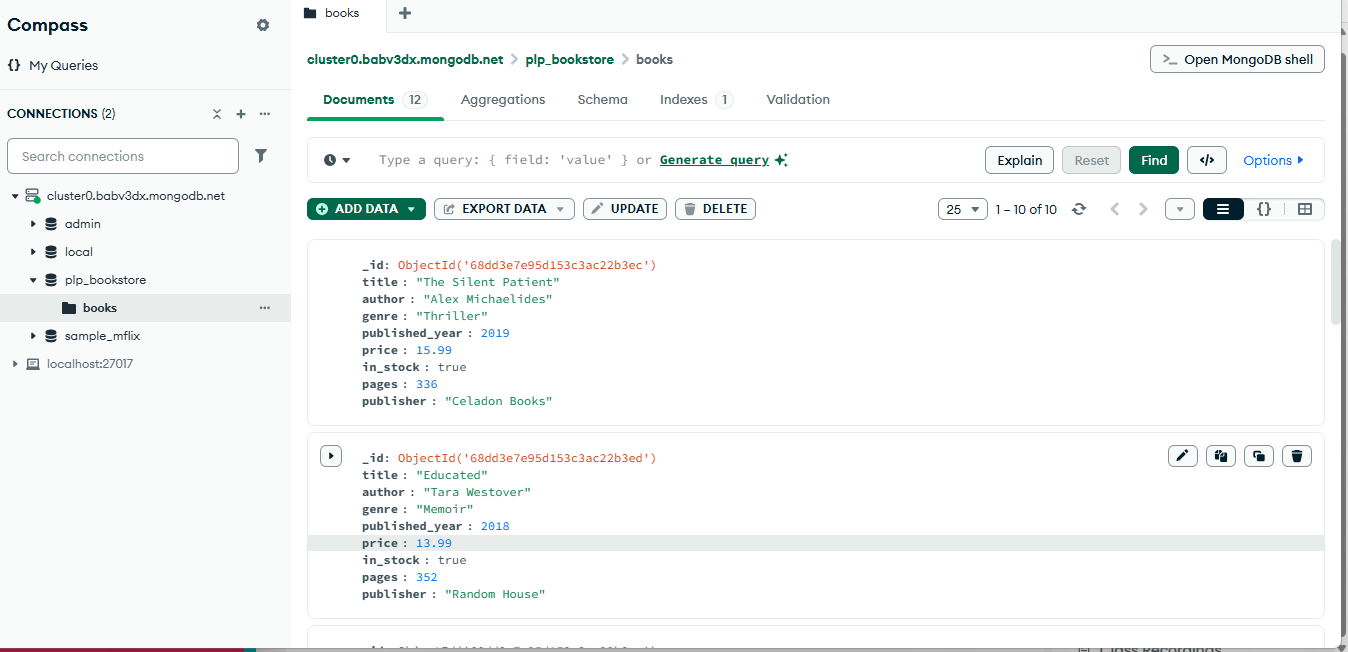 Compass
My Queries
CONNECTIONS (2)
Search connections
cluster0.babv3dx.mongodb.net
admin
local
plp_bookstore
books
sample_mflix
localhost:27017
books
cluster0.babv3dx.mongodb.net > plp_bookstore > books
>_ Open MongoDB shell
Documents 12 Aggregations Schema Indexes 1 Validation
Type a query: { field: 'value' } or Generate query
Explain Reset Find </> Options
ADD DATA EXPORT DATA UPDATE DELETE
25 1 – 10 of 10 {}
_id: ObjectId('68dd3e7e95d153c3ac22b3ec')
title : "The Silent Patient"
author : "Alex Michaelides"
genre : "Thriller"
published_year : 2019
price : 15.99
in_stock : true
pages : 336
publisher : "Celadon Books"
_id: ObjectId('68dd3e7e95d153c3ac22b3ed')
title : "Educated"
author : "Tara Westover"
genre : "Memoir"
published_year : 2018
price : 13.99
in_stock : true
pages : 352
publisher : "Random House"